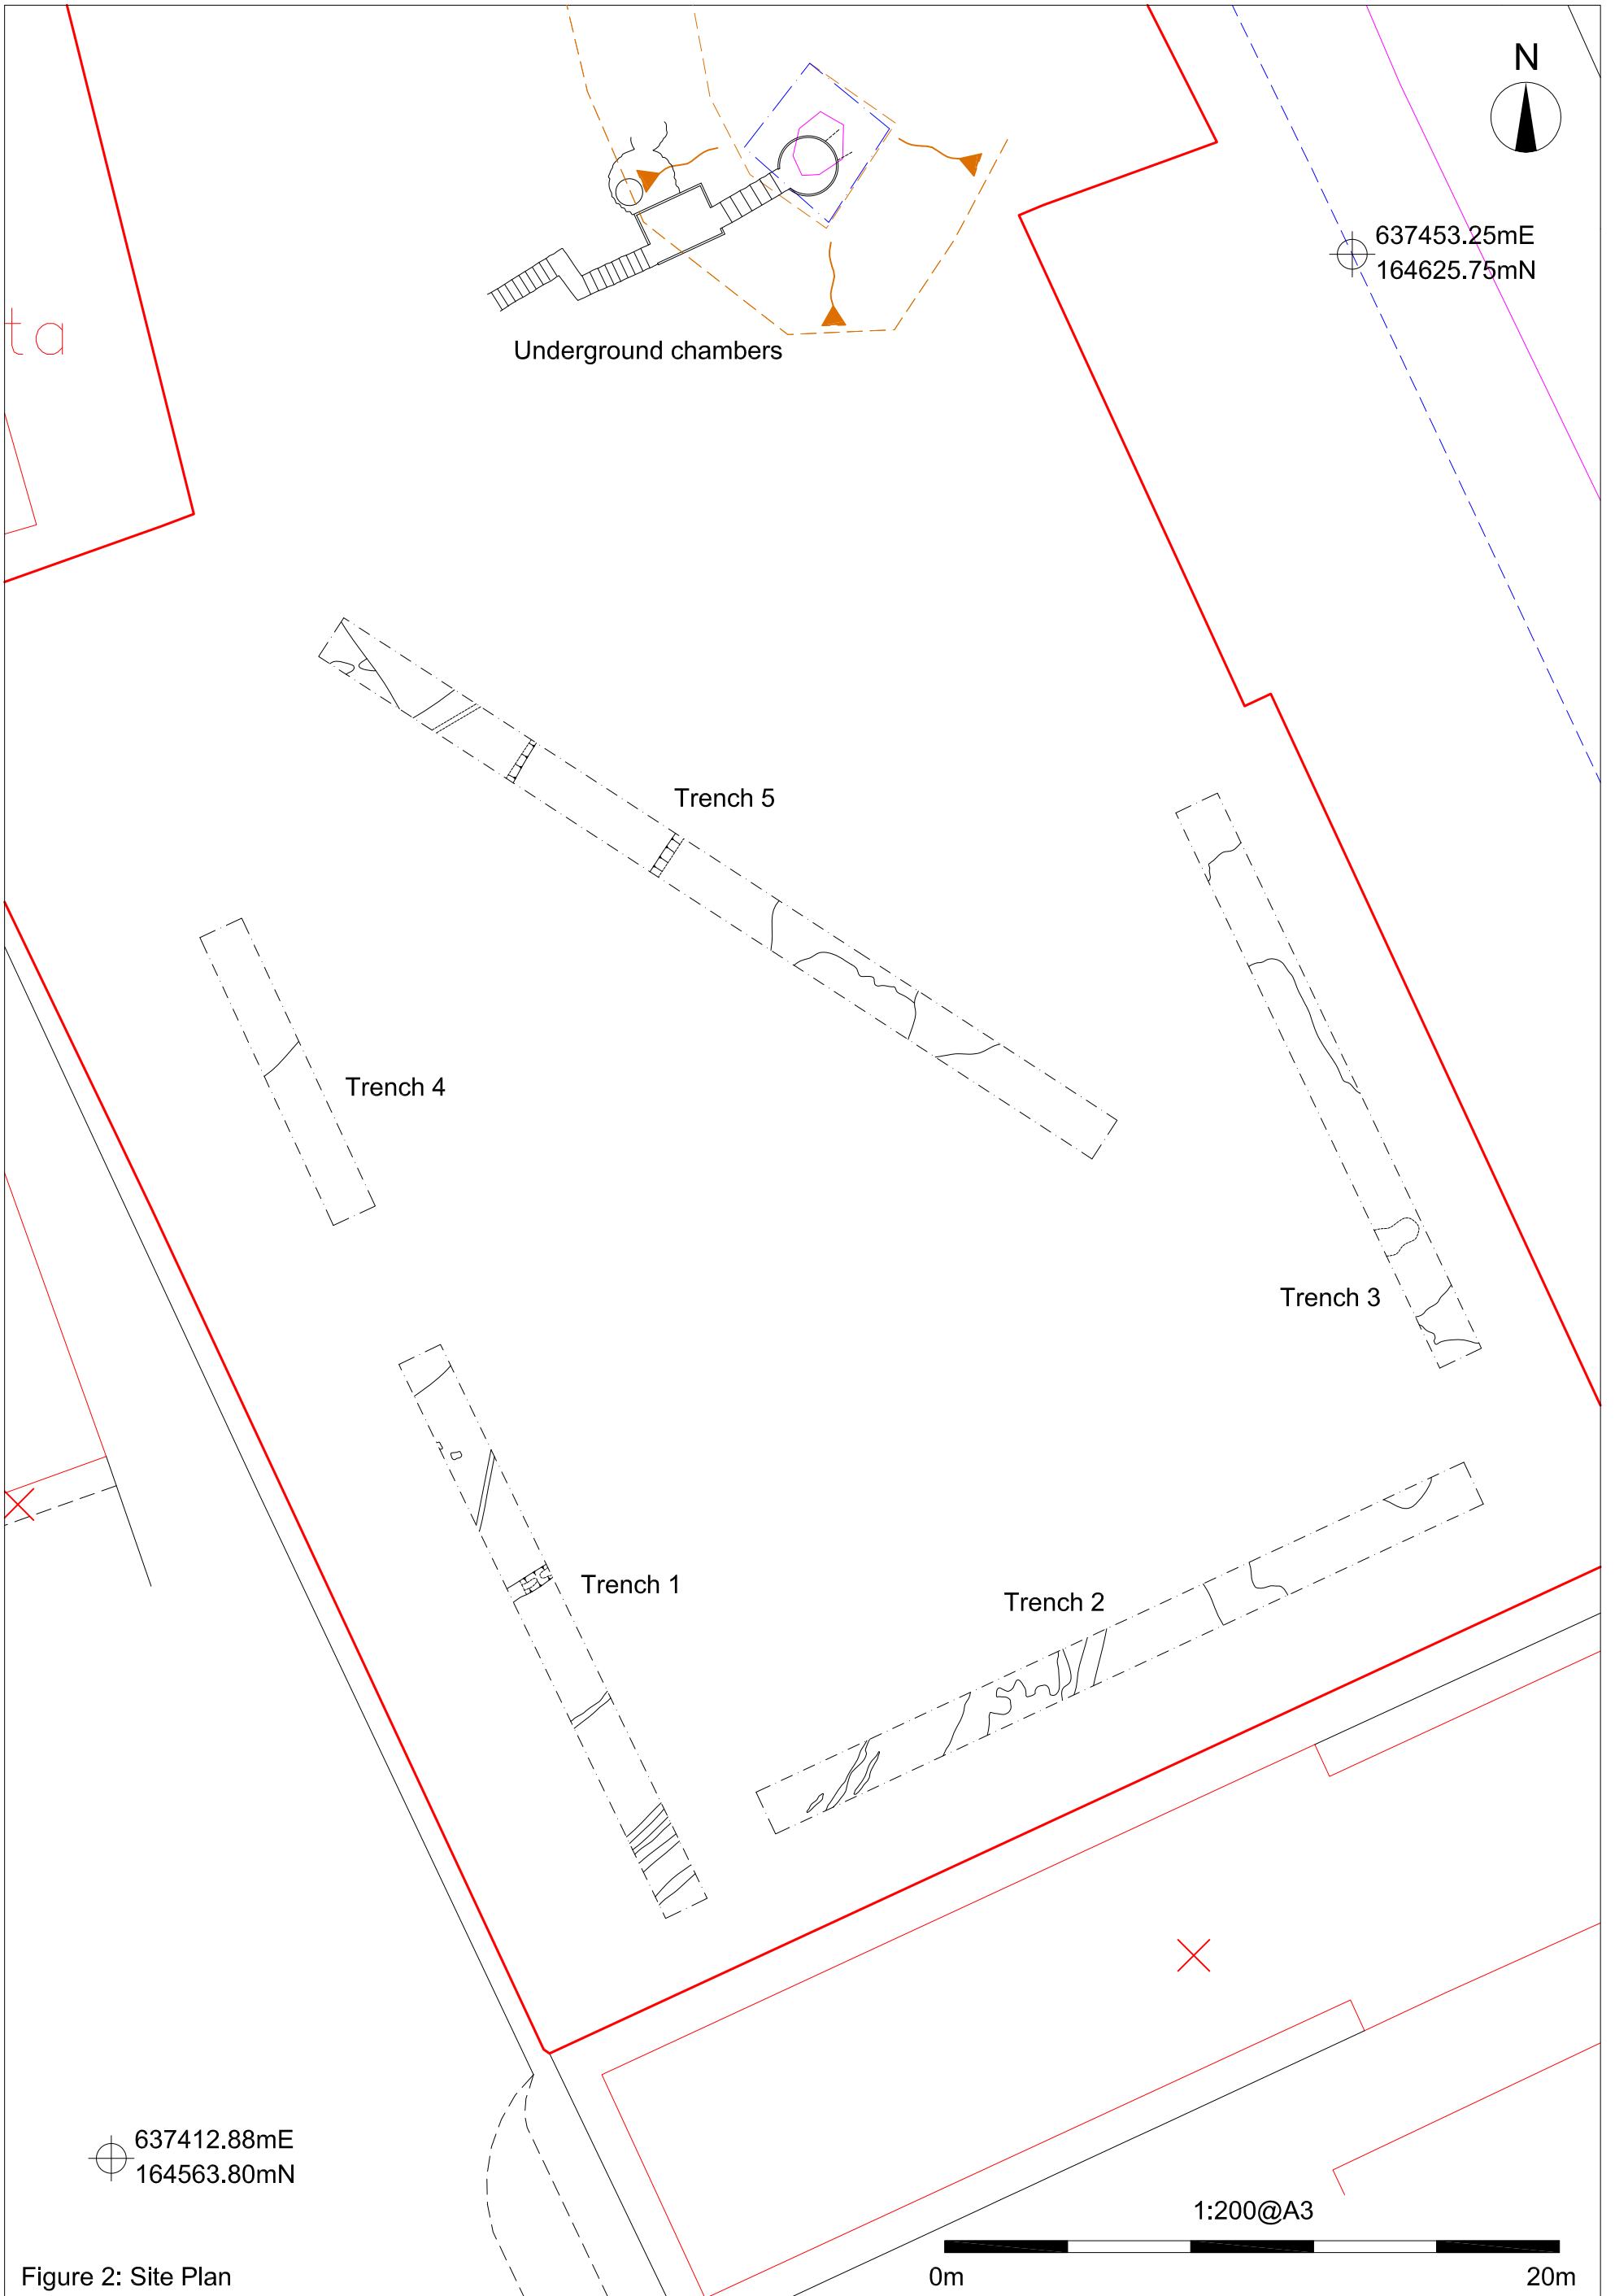 N
637453.25mE
164625.75mN
ta
Underground chambers
Trench 5
Trench 4
Trench 3
Trench 1
Trench 2
637412.88mE
164563.80mN
1:200@A3
0m
20m
Figure 2: Site Plan